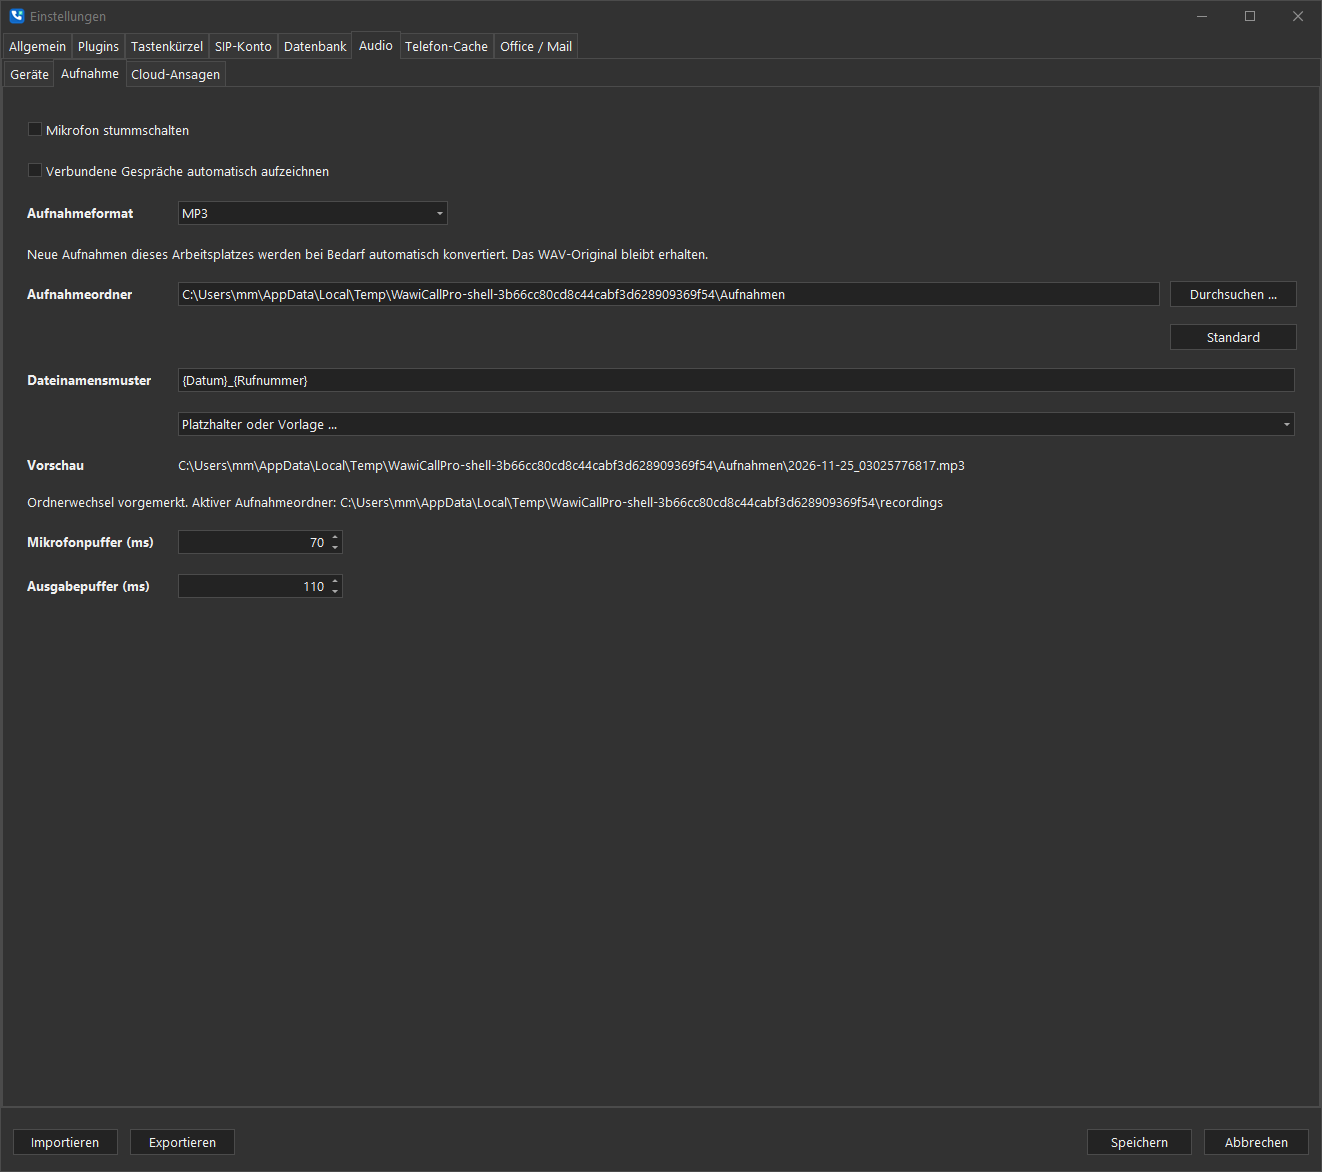 Einstellungen
Allgemein Plugins Tastenkürzel SIP-Konto Datenbank Audio Telefon-Cache Office / Mail
Geräte Aufnahme Cloud-Ansagen
Mikrofon stummschalten
Verbundene Gespräche automatisch aufzeichnen
Aufnahmeformat MP3
Neue Aufnahmen dieses Arbeitsplatzes werden bei Bedarf automatisch konvertiert. Das WAV-Original bleibt erhalten.
Aufnahmeordner C:\Users\mm\AppData\Local\Temp\WawiCallPro-shell-3b66cc80cd8c44cabf3d628909369f54\Aufnahmen Durchsuchen ...
Standard
Dateinamensmuster {Datum}_{Rufnummer}
Platzhalter oder Vorlage ...
Vorschau C:\Users\mm\AppData\Local\Temp\WawiCallPro-shell-3b66cc80cd8c44cabf3d628909369f54\Aufnahmen\2026-11-25_03025776817.mp3
Ordnerwechsel vorgemerkt. Aktiver Aufnahmeordner: C:\Users\mm\AppData\Local\Temp\WawiCallPro-shell-3b66cc80cd8c44cabf3d628909369f54\recordings
Mikrofonpuffer (ms) 70
Ausgabepuffer (ms) 110
Importieren Exportieren Speichern Abbrechen